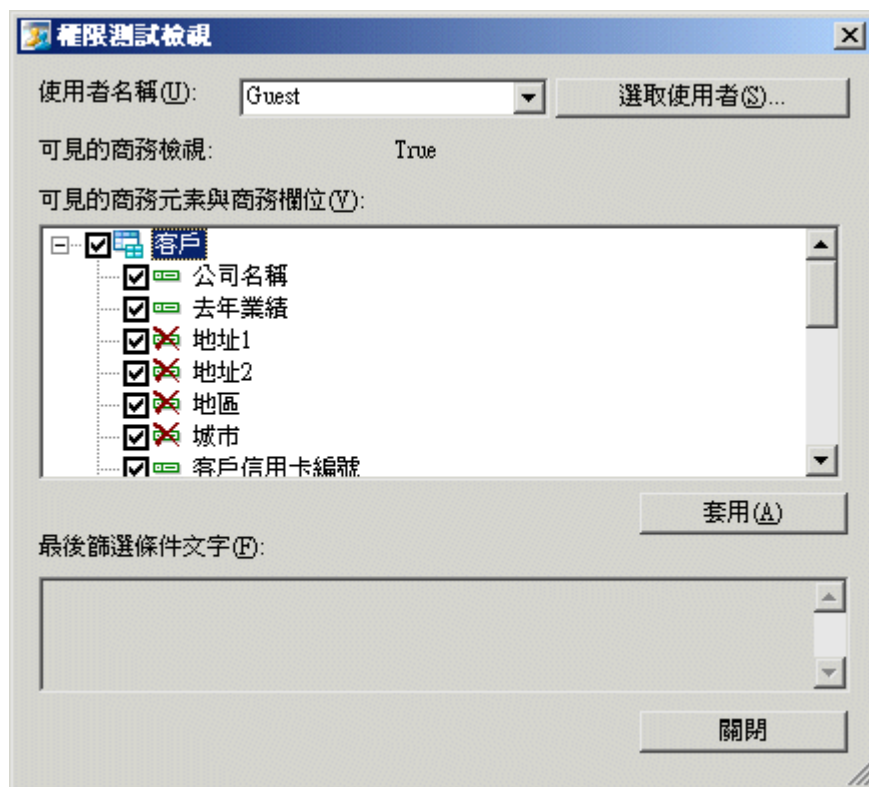 權限測試檢視
使用者名稱(U): Guest 選取使用者(S)...
可見的商務檢視: True
可見的商務元素與商務欄位(V):
客戶
公司名稱
去年業績
地址1
地址2
地區
城市
客戶信用卡編號
套用(A)
最後篩選條件文字(F):
關閉